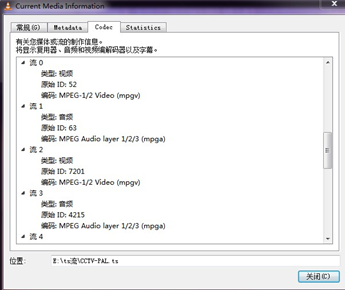 Current Media Information
常规(G) Metadata Codec Statistics
有关您媒体或流的制作信息。
将显示复用器、音频和视频编解码器以及字幕。
流 0
类型: 视频
原始 ID: 52
编码: MPEG-1/2 Video (mpgv)
流 1
类型: 音频
原始 ID: 63
编码: MPEG Audio layer 1/2/3 (mpga)
流 2
类型: 视频
原始 ID: 7201
编码: MPEG-1/2 Video (mpgv)
流 3
类型: 音频
原始 ID: 4215
编码: MPEG Audio layer 1/2/3 (mpga)
流 4
位置: E:\ts流\CCTV-PAL.ts
关闭(C)